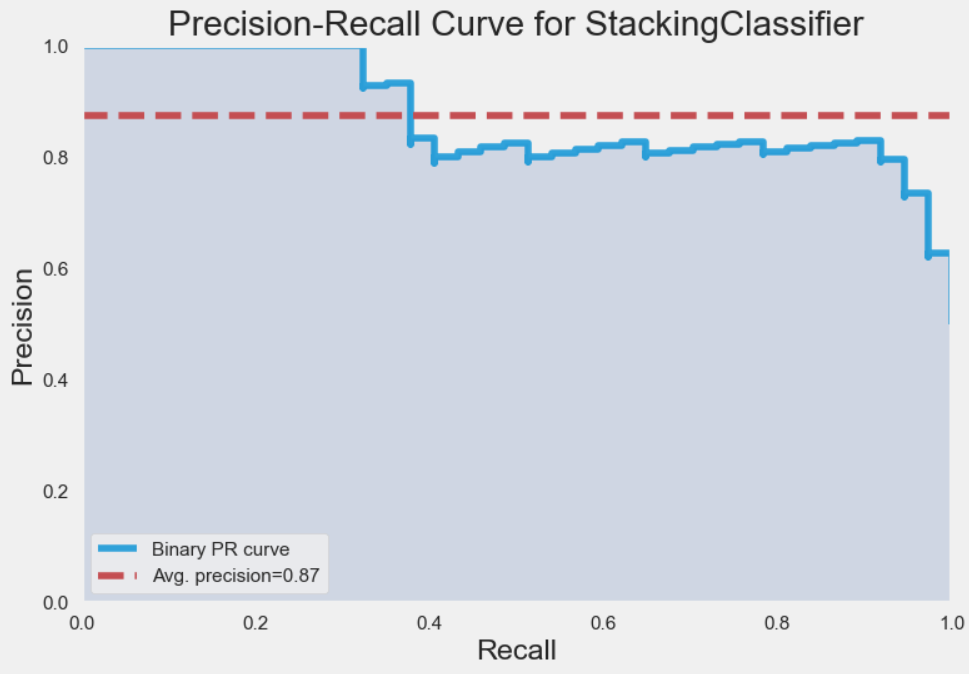 Precision-Recall Curve for StackingClassifier
1.0
0.8
0.6
0.4
0.2
0.0
Precision
Binary PR curve
Avg. precision=0.87
0.0 0.2 0.4 0.6 0.8 1.0
Recall